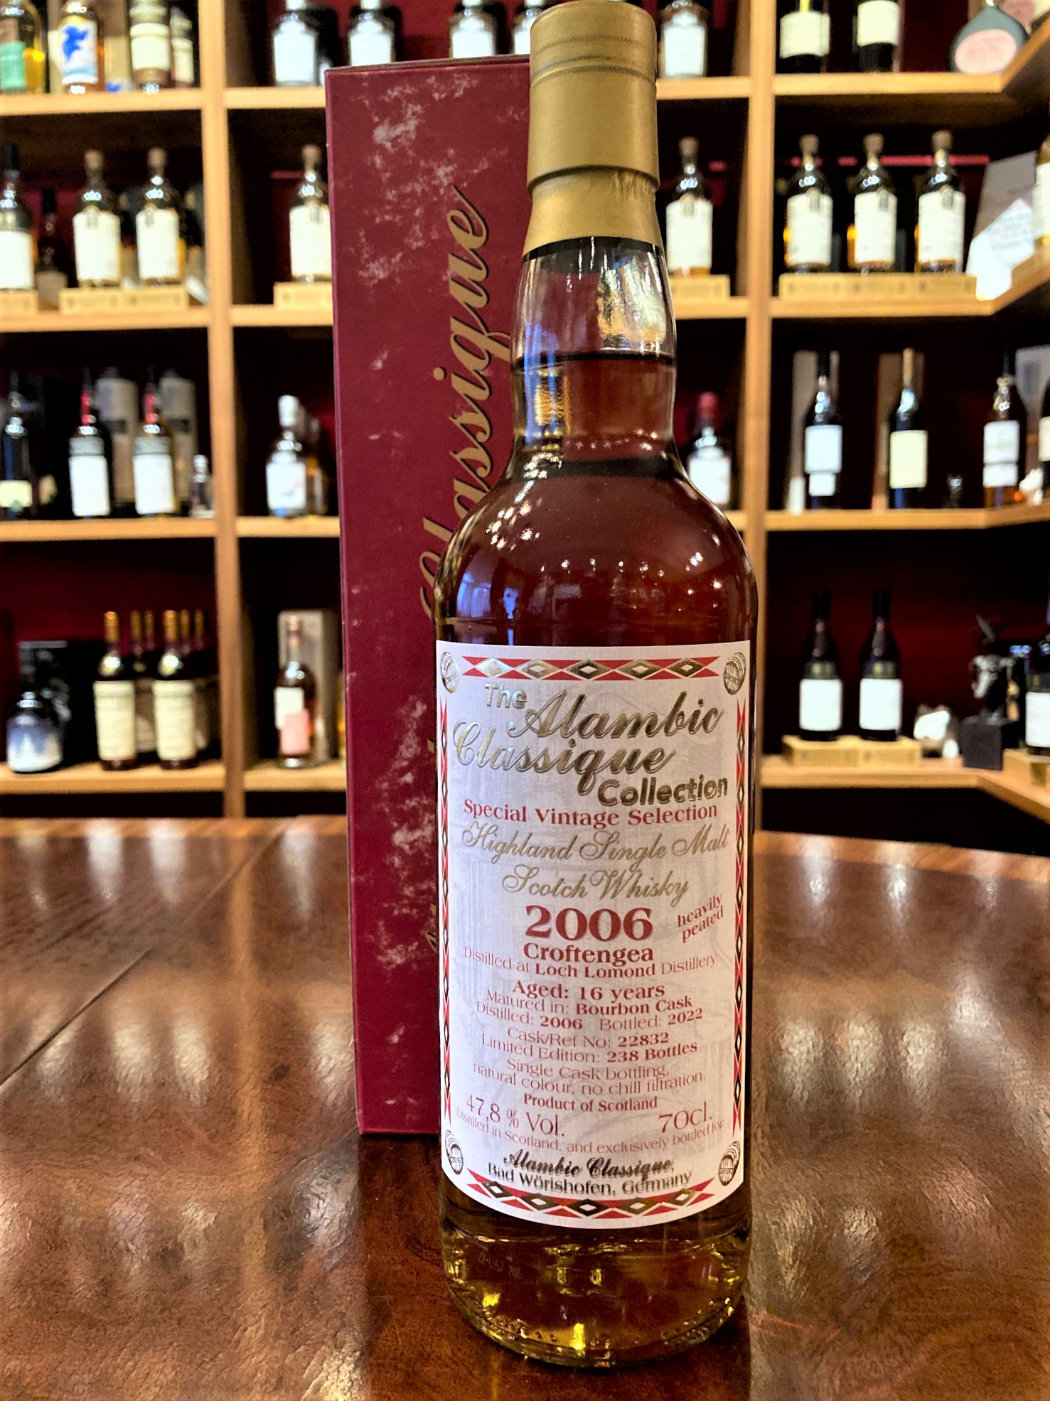 Classique
The
Alambic
Classique
Collection
Special Vintage Selection
Highland Single Malt
Scotch Whisky
2006
heavily
peated
Croftengea
Distilled at Loch Lomond Distillery
Aged: 16 years
Matured in: Bourbon Cask
Distilled: 2006 Bottled: 2022
Cask/Ref No: 22832
Limited Edition: 238 Bottles
Single Cask bottling,
natural colour, no chill filtration.
Product of Scotland
47,8 % Vol. 70cl.
Distilled in Scotland, and exclusively bottled for
Alambic Classique,
Bad Wörishofen, Germany